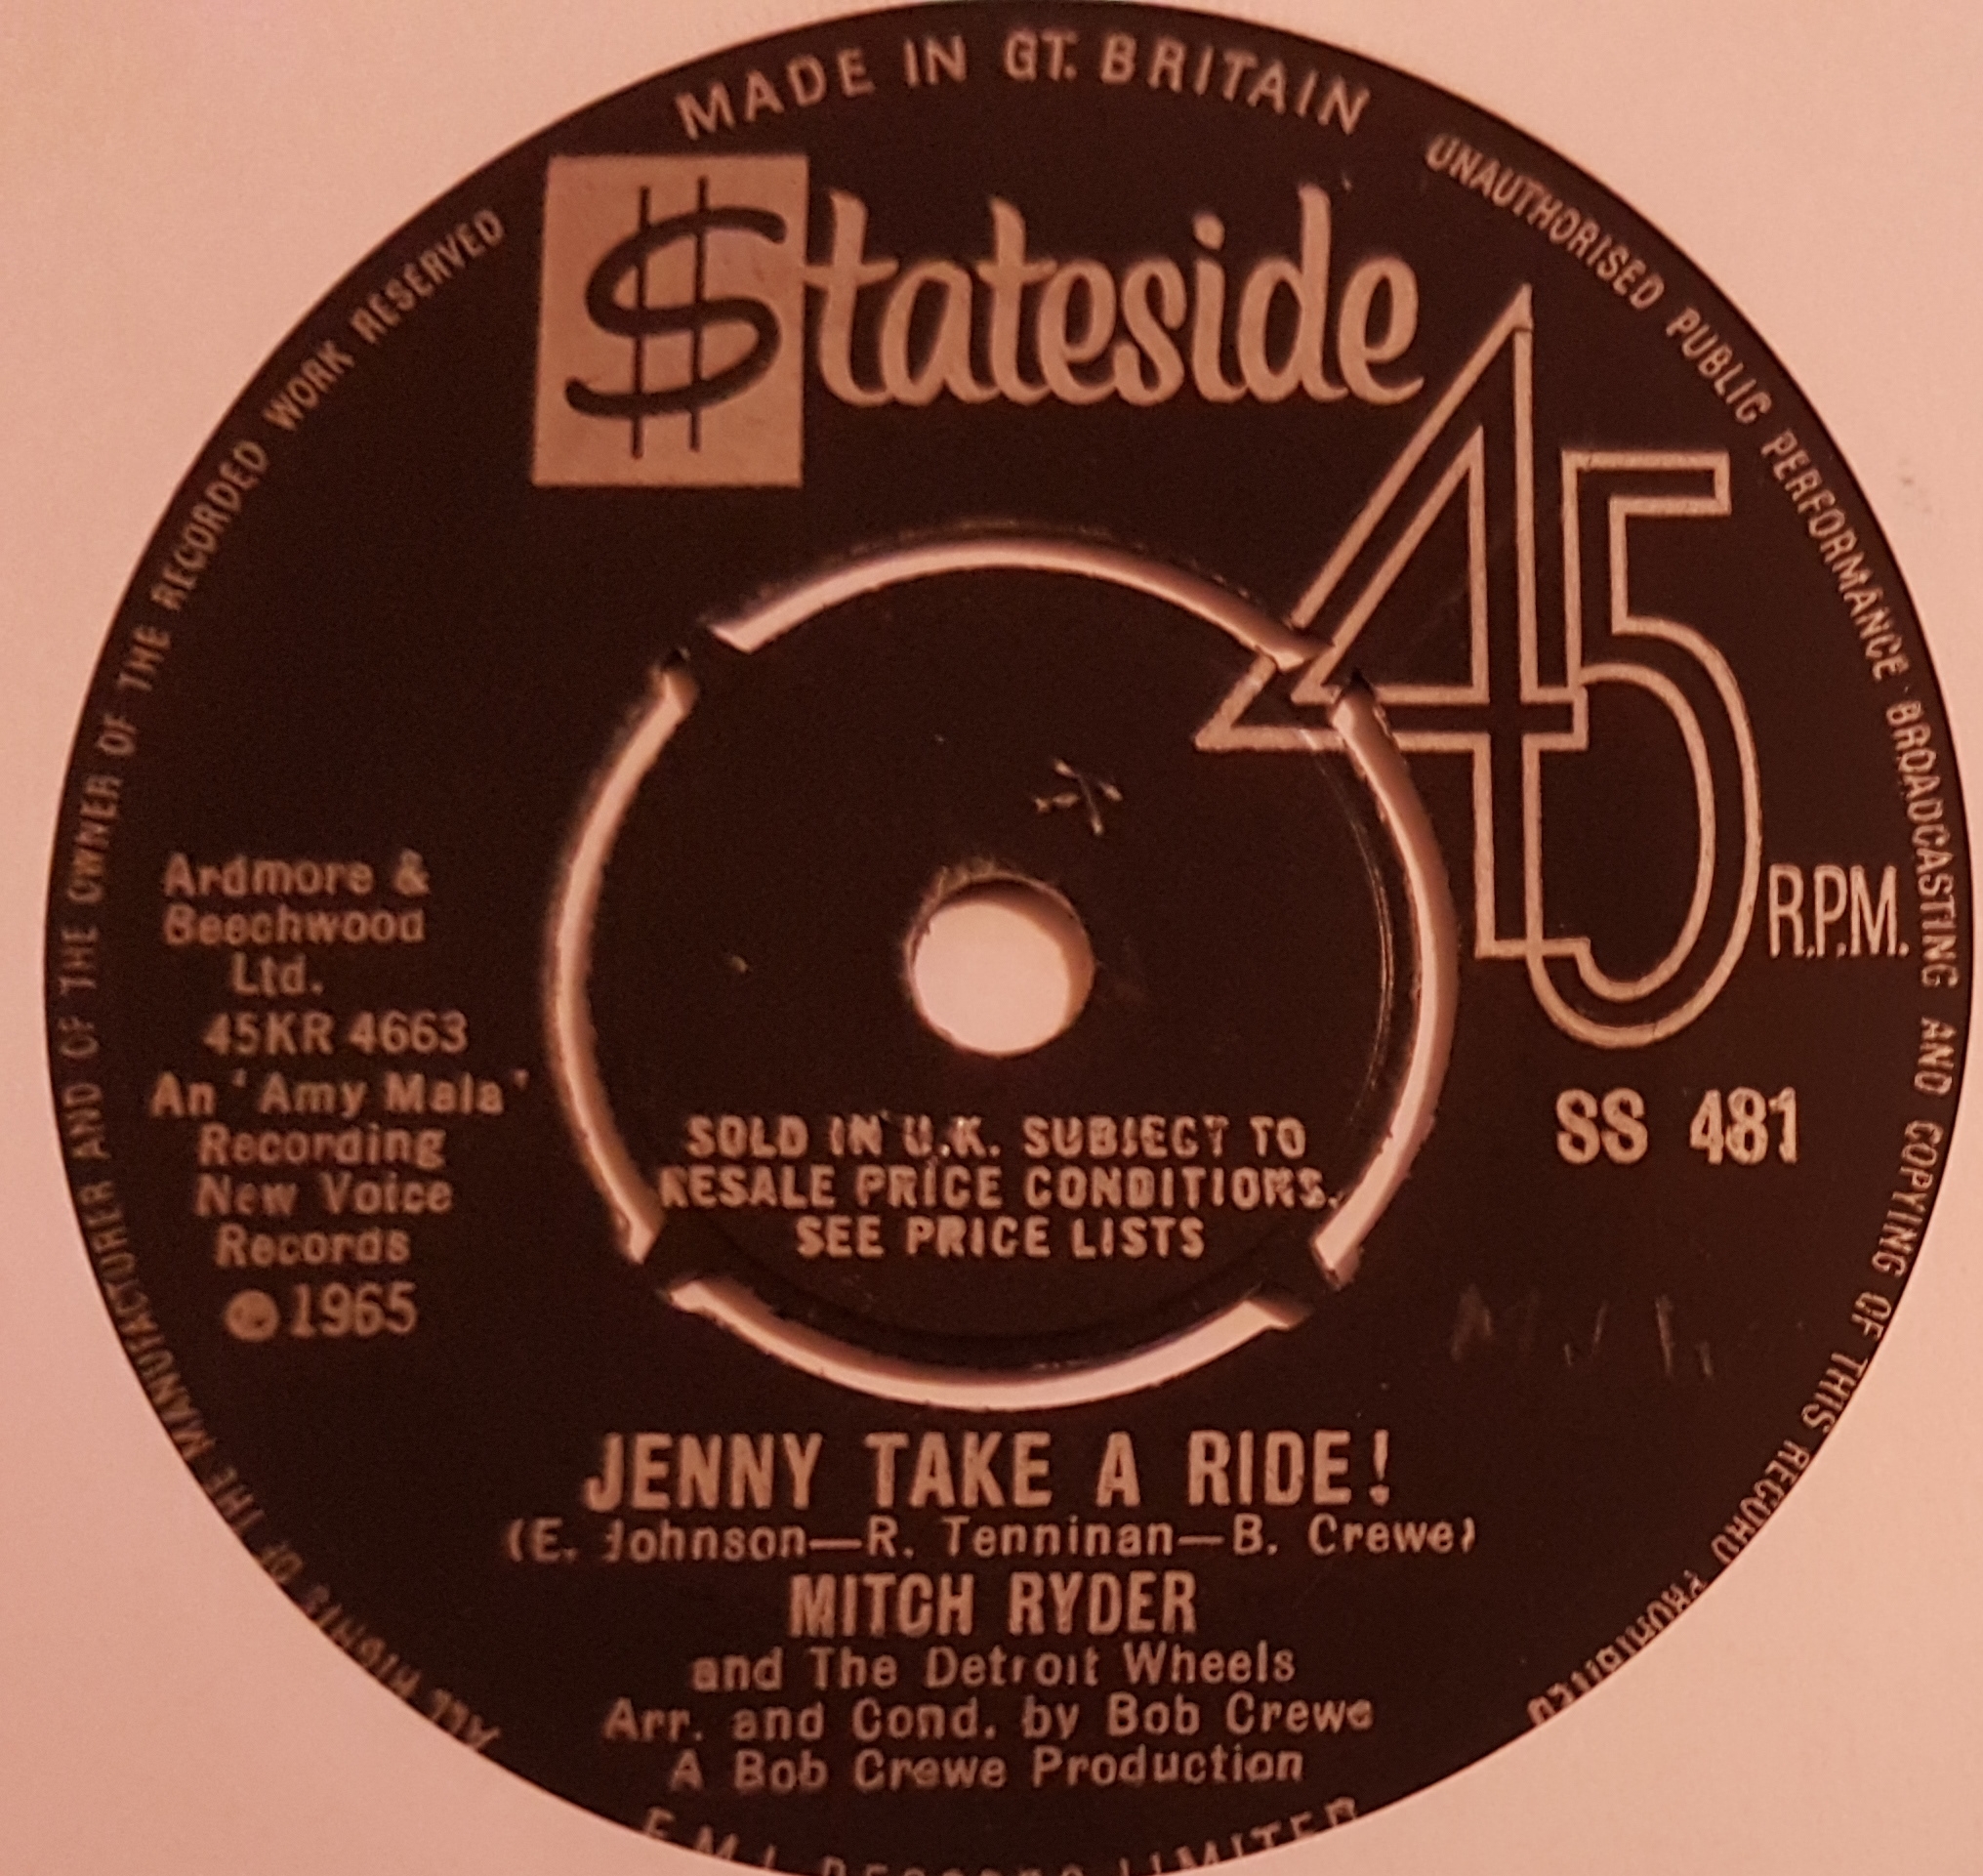 MADE IN GT. BRITAIN
UNAUTHORISED PUBLIC PERFORMANCE · BROADCASTING AND COPYING OF THIS RECORD PROHIBITED
E.M.I. RECORDS LIMITED
ALL RIGHTS OF THE MANUFACTURER AND OF THE OWNER OF THE RECORDED WORK RESERVED
Stateside
45
R.P.M.
Ardmore &
Beechwood
Ltd.
45KR 4663
An 'Amy Mala'
Recording
New Voice
Records
℗1965
SOLD IN U.K. SUBJECT TO
RESALE PRICE CONDITIONS.
SEE PRICE LISTS
SS 481
JENNY TAKE A RIDE!
(E. Johnson—R. Tenninan—B. Crewe)
MITCH RYDER
and The Detroit Wheels
Arr. and Cond. by Bob Crewe
A Bob Crewe Production